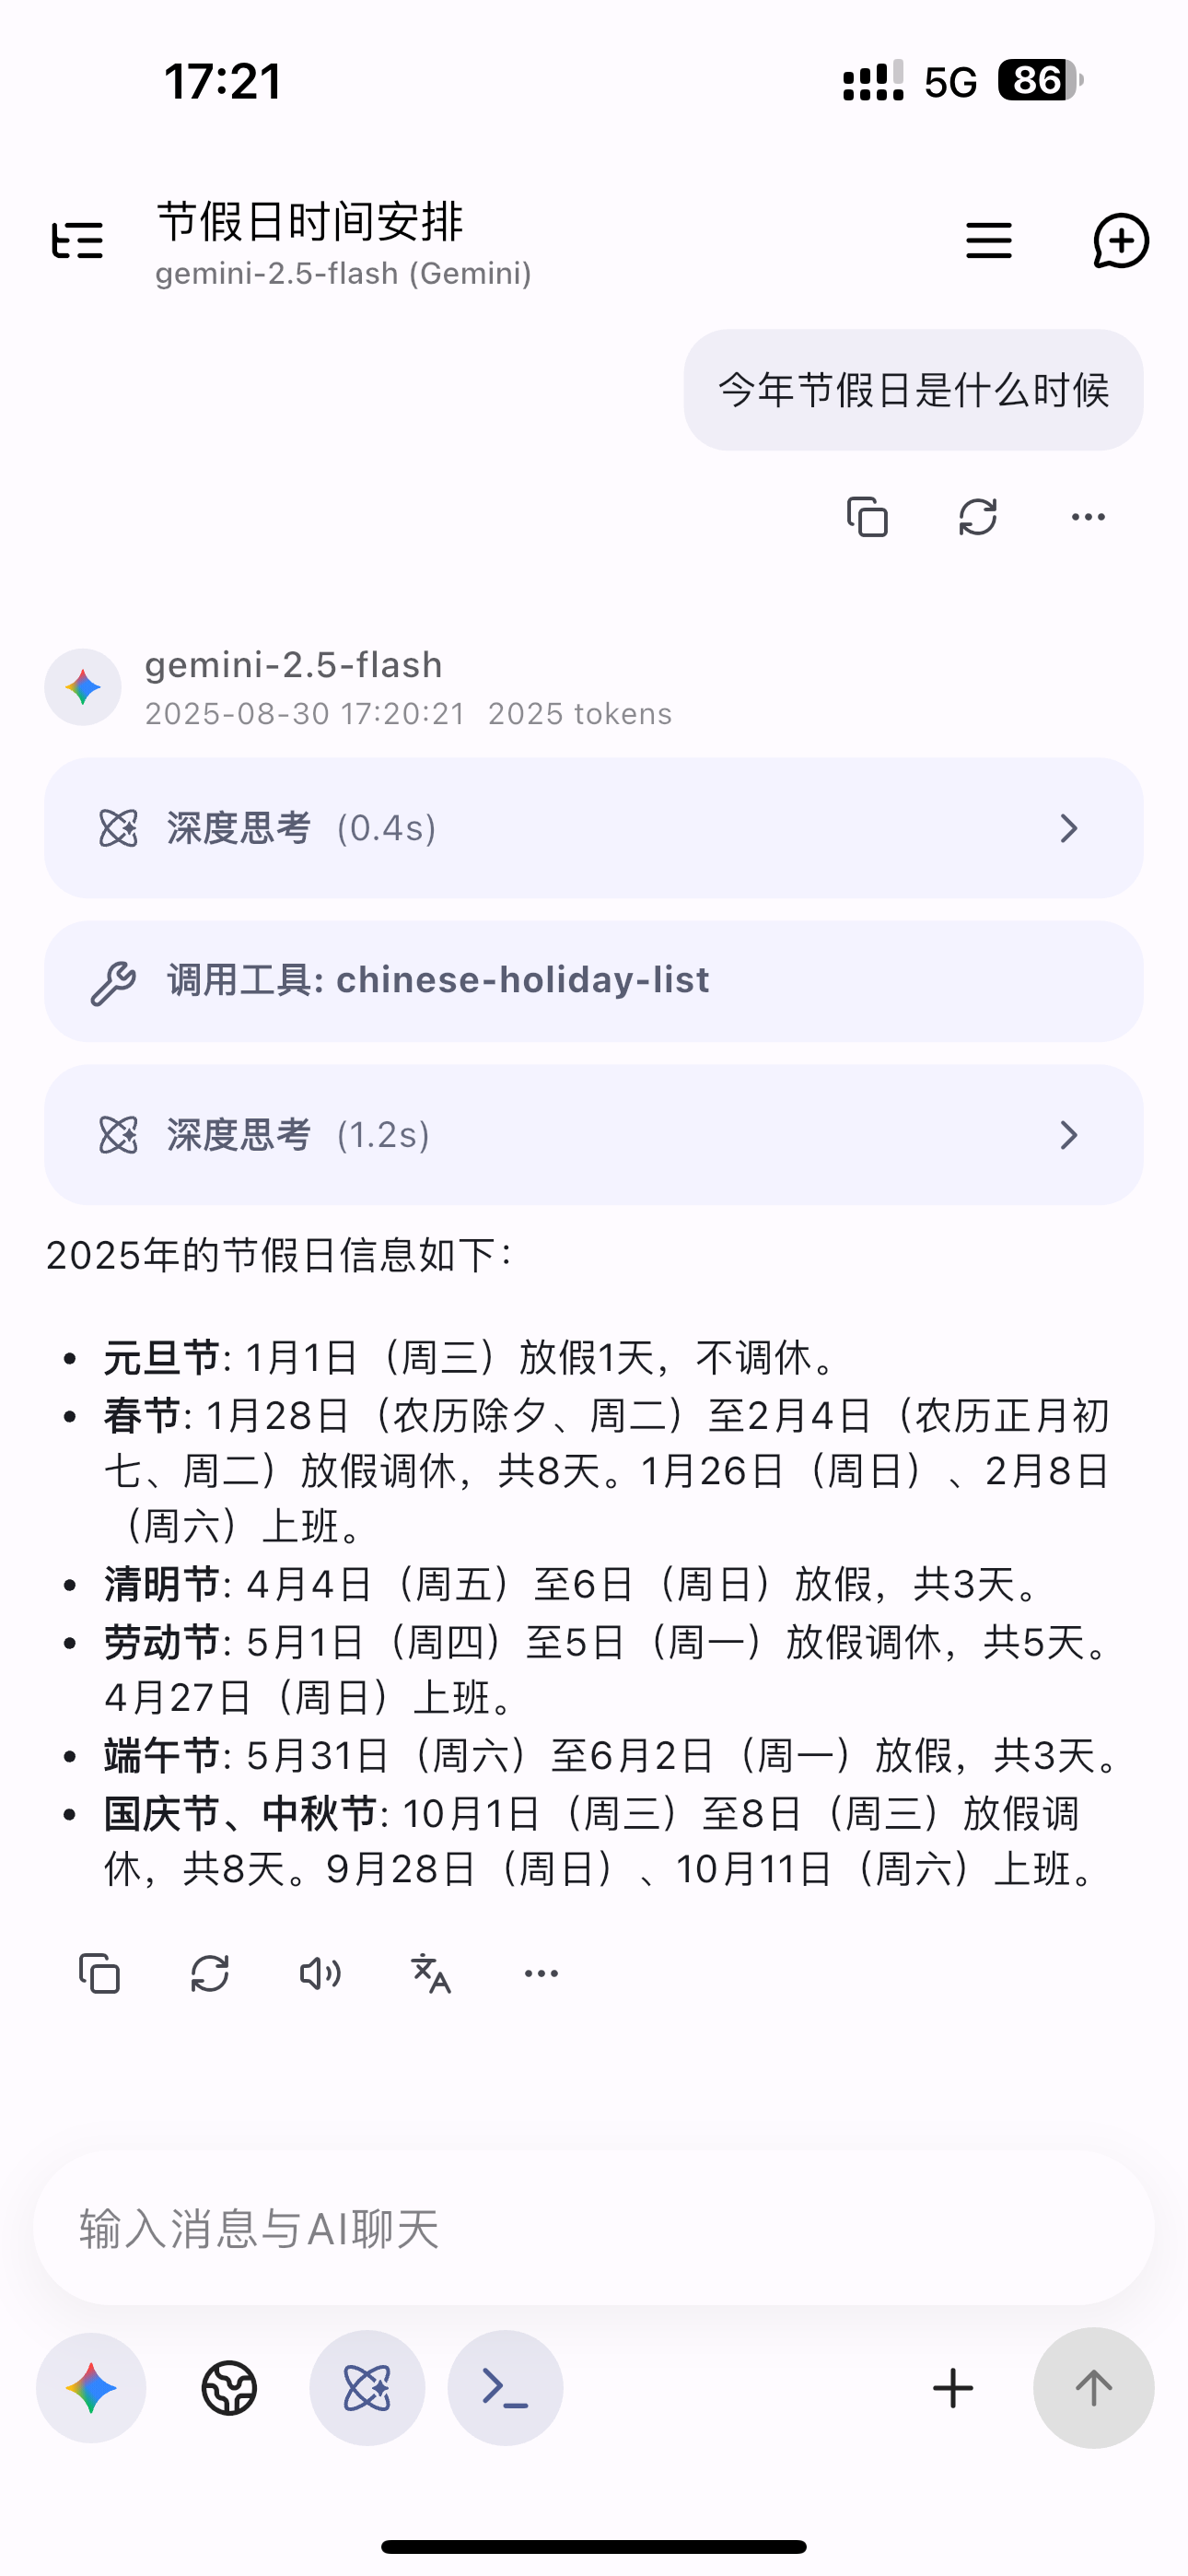 17:21
5G 86
节假日时间安排
gemini-2.5-flash (Gemini)
今年节假日是什么时候
gemini-2.5-flash
2025-08-30 17:20:21 2025 tokens
深度思考 (0.4s)
调用工具: chinese-holiday-list
深度思考 (1.2s)
2025年的节假日信息如下：
• 元旦节: 1月1日（周三）放假1天，不调休。
• 春节: 1月28日（农历除夕、周二）至2月4日（农历正月初
七、周二）放假调休，共8天。1月26日（周日）、2月8日
（周六）上班。
• 清明节: 4月4日（周五）至6日（周日）放假，共3天。
• 劳动节: 5月1日（周四）至5日（周一）放假调休，共5天。
4月27日（周日）上班。
• 端午节: 5月31日（周六）至6月2日（周一）放假，共3天。
• 国庆节、中秋节: 10月1日（周三）至8日（周三）放假调
休，共8天。9月28日（周日）、10月11日（周六）上班。
输入消息与AI聊天